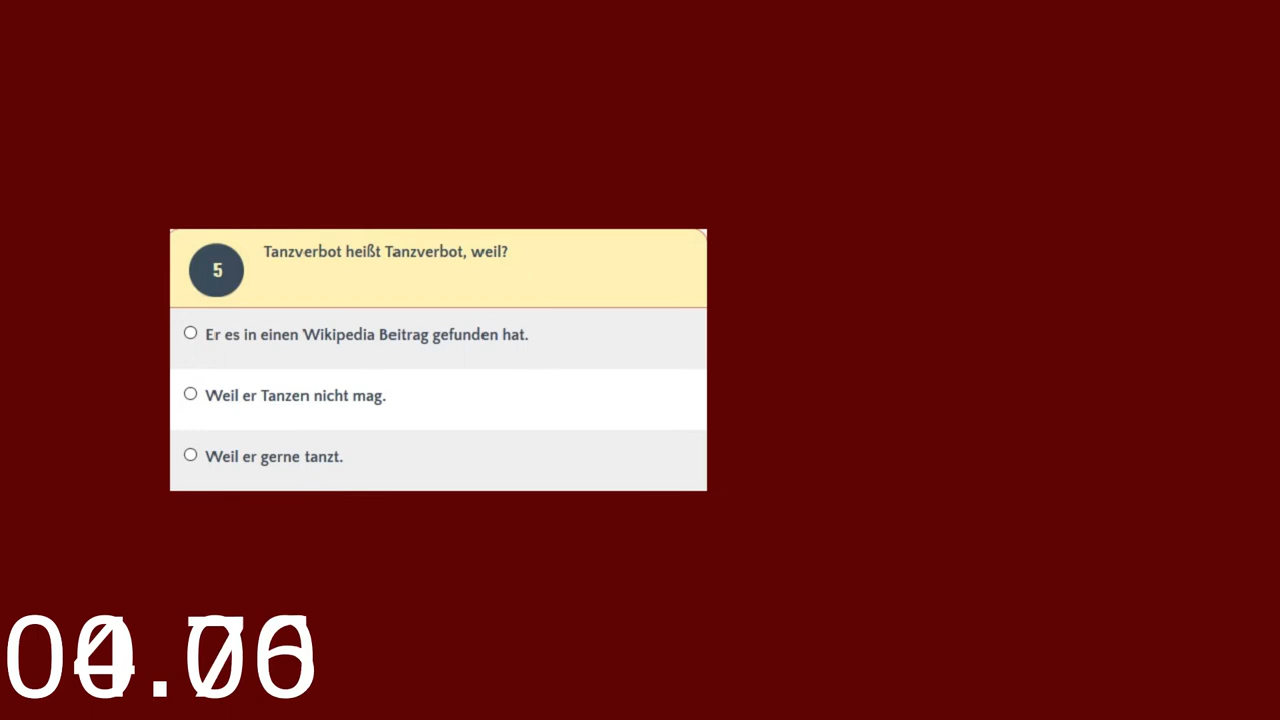 5
Tanzverbot heißt Tanzverbot, weil?
Er es in einen Wikipedia Beitrag gefunden hat.
Weil er Tanzen nicht mag.
Weil er gerne tanzt.